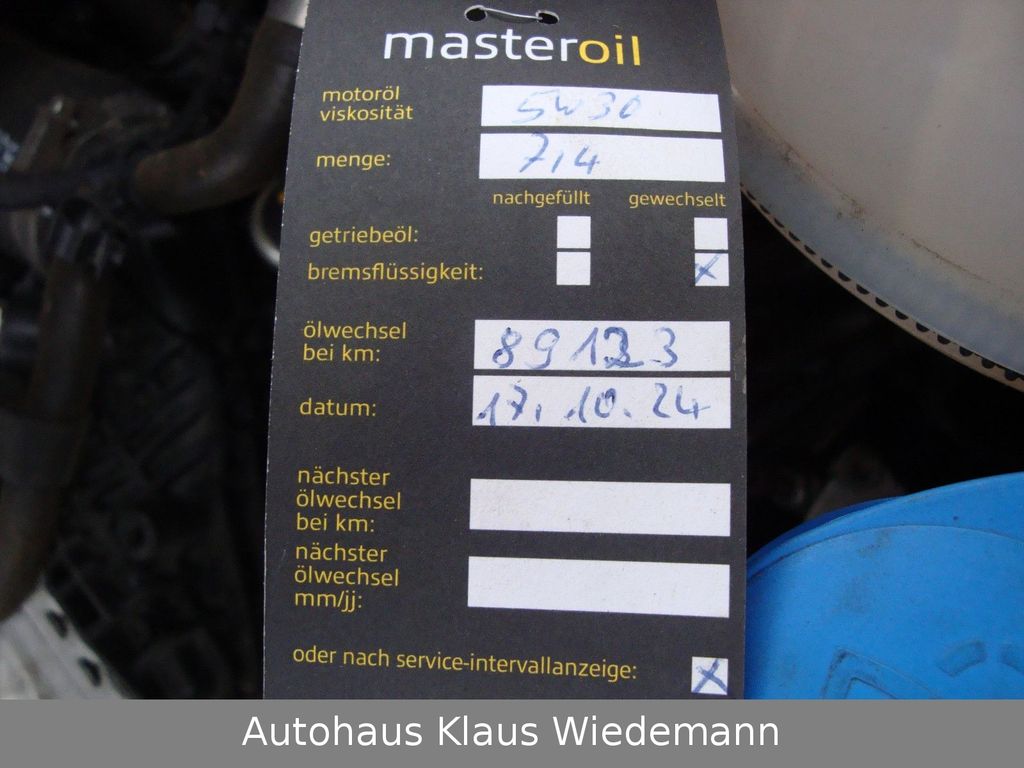 masteroil
motoröl
viskosität
5W30
menge:
7,4
nachgefüllt gewechselt
getriebeöl:
bremsflüssigkeit: X
ölwechsel
bei km:
89123
datum:
17.10.24
nächster
ölwechsel
bei km:
nächster
ölwechsel
mm/jj:
oder nach service-intervallanzeige: X
Autohaus Klaus Wiedemann